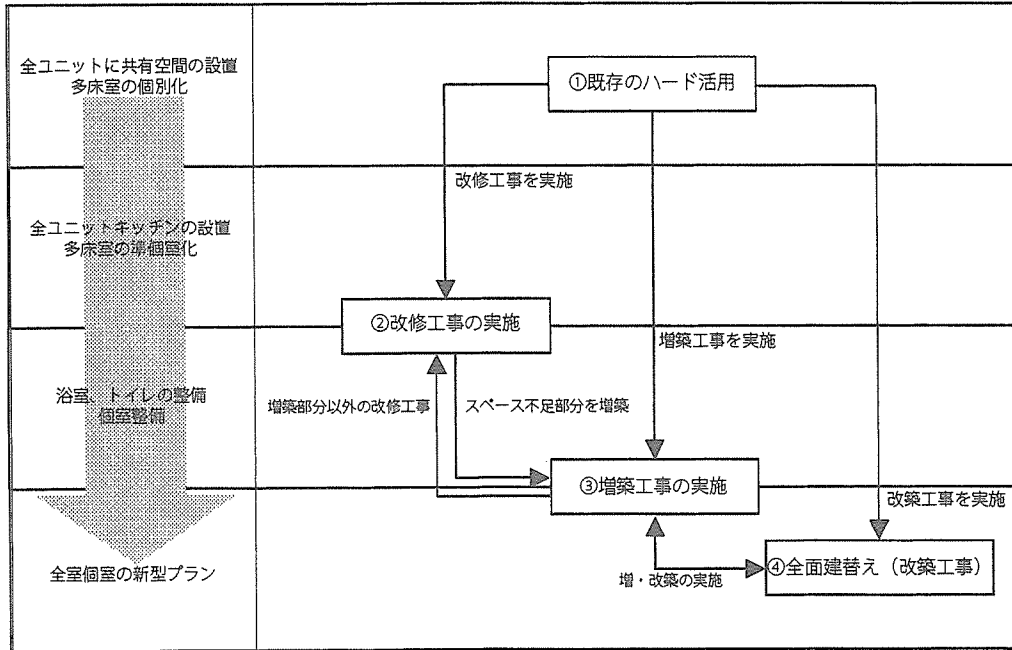 全ユニットに共有空間の設置
多床室の個別化
①既存のハード活用
改修工事を実施
全ユニットキッチンの設置
多床室の準個室化
②改修工事の実施
増築工事を実施
浴室、トイレの整備
個室整備
増築部分以外の改修工事
スペース不足部分を増築
③増築工事の実施
改築工事を実施
全室個室の新型プラン
増・改築の実施
④全面建替え（改築工事）